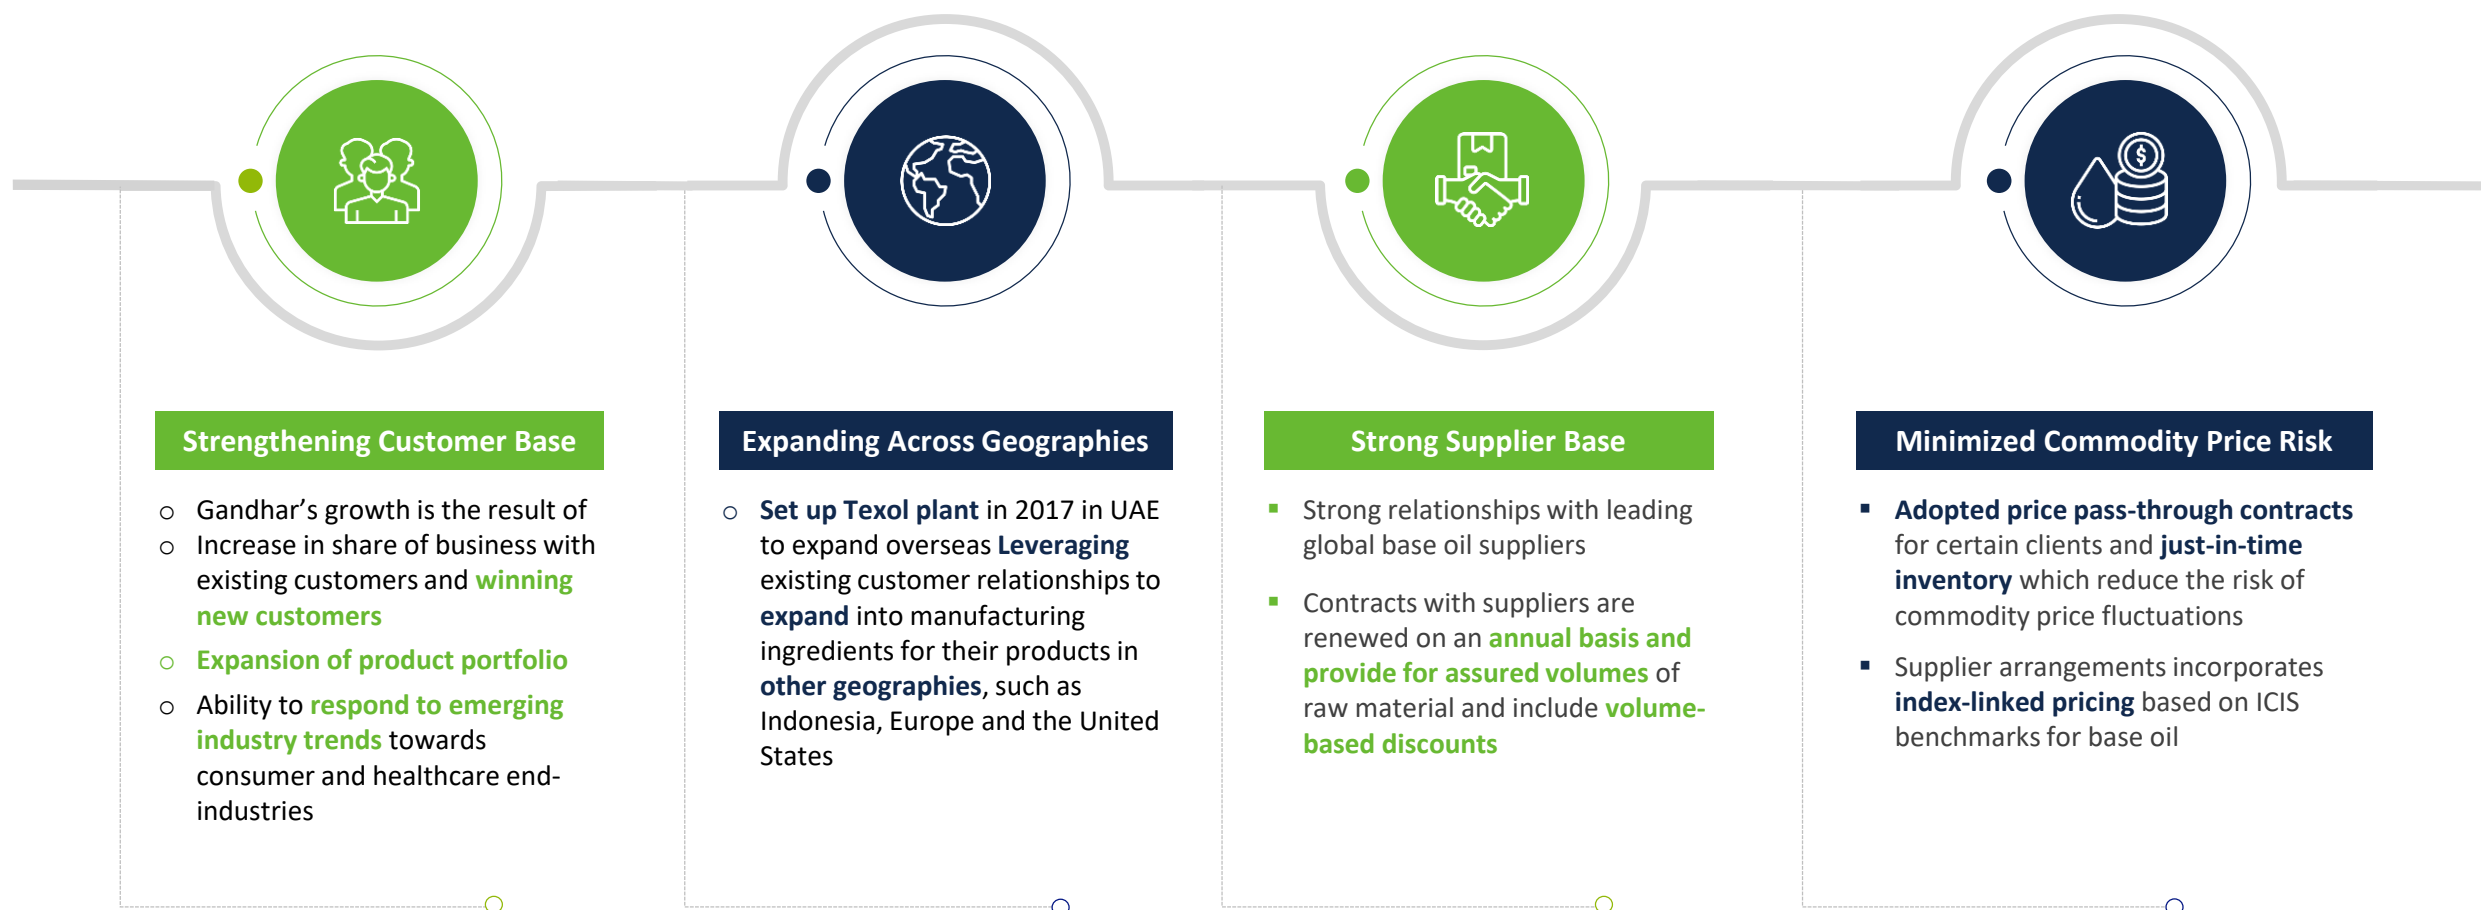 Strengthening Customer Base
o Gandhar’s growth is the result of
o Increase in share of business with
existing customers and winning
new customers
o Expansion of product portfolio
o Ability to respond to emerging
industry trends towards
consumer and healthcare end-
industries
Expanding Across Geographies
o Set up Texol plant in 2017 in UAE
to expand overseas Leveraging
existing customer relationships to
expand into manufacturing
ingredients for their products in
other geographies, such as
Indonesia, Europe and the United
States
Strong Supplier Base
▪ Strong relationships with leading
global base oil suppliers
▪ Contracts with suppliers are
renewed on an annual basis and
provide for assured volumes of
raw material and include volume-
based discounts
Minimized Commodity Price Risk
▪ Adopted price pass-through contracts
for certain clients and just-in-time
inventory which reduce the risk of
commodity price fluctuations
▪ Supplier arrangements incorporates
index-linked pricing based on ICIS
benchmarks for base oil